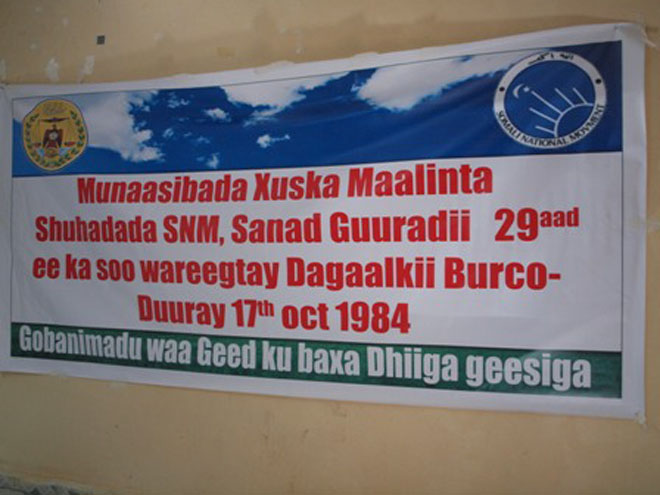 SOMALI NATIONAL MOVMENT
Munaasibada Xuska Maalinta
Shuhadada SNM, Sanad Guuradii 29aad
ee ka soo wareegtay Dagaalkii Burco-
Duuray 17th oct 1984
Gobanimadu waa Geed ku baxa Dhiiga geesiga